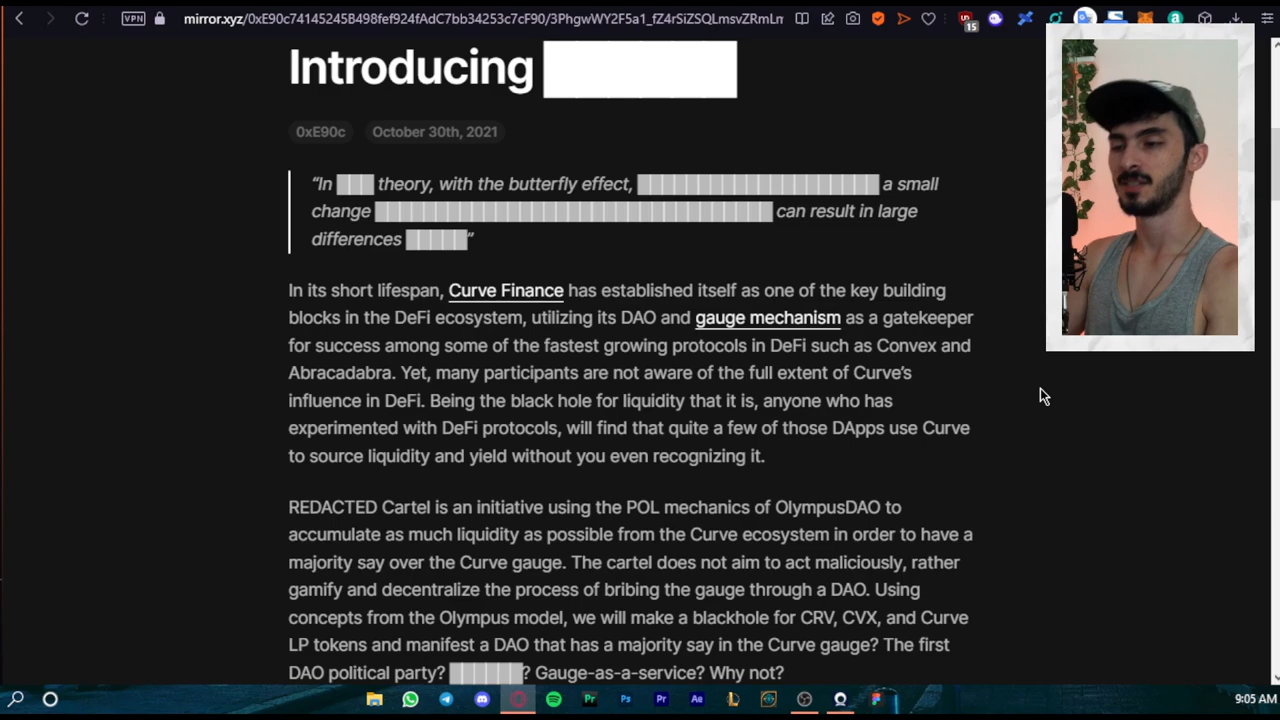 VPN
mirror.xyz/0xE90c74145245B498fef924fAdC7bb34253c7cF90/3PhgwWY2F5a1_fZ4rSiZSQLmsvZRmLm
15
Introducing
0xE90c
October 30th, 2021
“In ███ theory, with the butterfly effect, ████████████████████ a small
change █████████████████████████████████ can result in large
differences █████”
In its short lifespan, Curve Finance has established itself as one of the key building
blocks in the DeFi ecosystem, utilizing its DAO and gauge mechanism as a gatekeeper
for success among some of the fastest growing protocols in DeFi such as Convex and
Abracadabra. Yet, many participants are not aware of the full extent of Curve’s
influence in DeFi. Being the black hole for liquidity that it is, anyone who has
experimented with DeFi protocols, will find that quite a few of those DApps use Curve
to source liquidity and yield without you even recognizing it.
REDACTED Cartel is an initiative using the POL mechanics of OlympusDAO to
accumulate as much liquidity as possible from the Curve ecosystem in order to have a
majority say over the Curve gauge. The cartel does not aim to act maliciously, rather
gamify and decentralize the process of bribing the gauge through a DAO. Using
concepts from the Olympus model, we will make a blackhole for CRV, CVX, and Curve
LP tokens and manifest a DAO that has a majority say in the Curve gauge? The first
DAO political party? ██████? Gauge-as-a-service? Why not?
Pr
Ps
Pr
Ae
9:05 AM